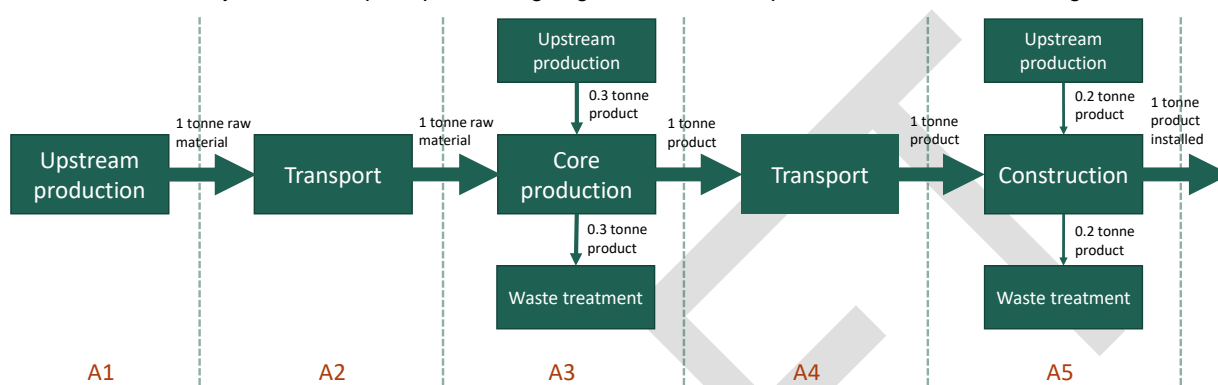 Upstream
production
0.3 tonne
product
1 tonne raw
material
Upstream
production
Transport
1 tonne raw
material
Core
production
0.3 tonne
product
Waste treatment
1 tonne
product
Transport
1 tonne
product
Upstream
production
0.2 tonne
product
Construction
0.2 tonne
product
Waste treatment
1 tonne
product
installed
A1
A2
A3
A4
A5